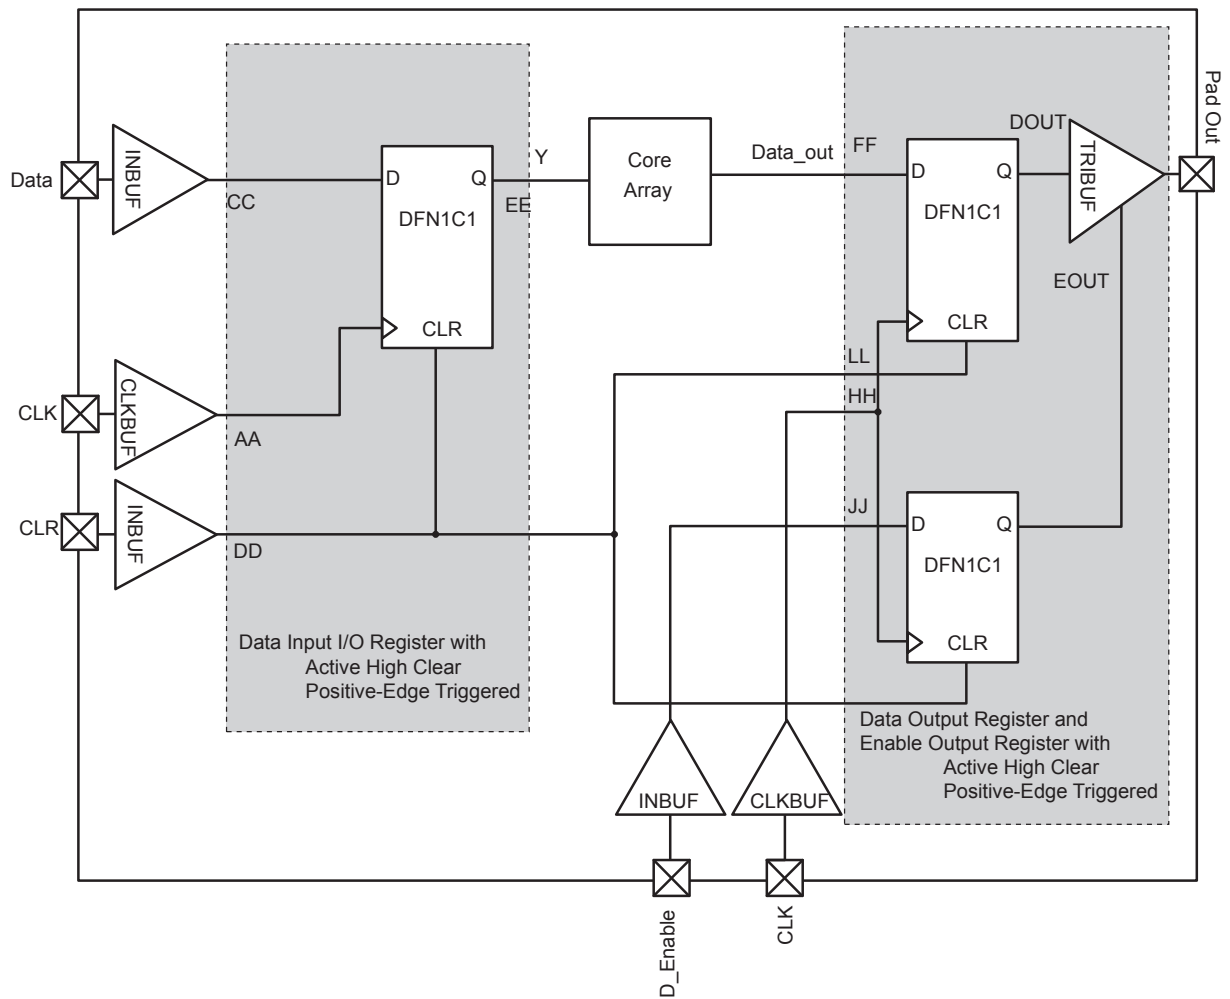 Pad Out
DOUT
INBUF
TRIBUF
Y
Core
Array
Data_out
FF
Data
D
Q
D
Q
CC
EE
DFN1C1
DFN1C1
EOUT
CLR
CLR
LL
CLKBUF
HH
CLK
AA
INBUF
JJ
CLR
D
Q
DD
DFN1C1
Data Input I/O Register with
Active High Clear
Positive-Edge Triggered
CLR
Data Output Register and
Enable Output Register with
Active High Clear
Positive-Edge Triggered
INBUF
CLKBUF
D_Enable
CLK